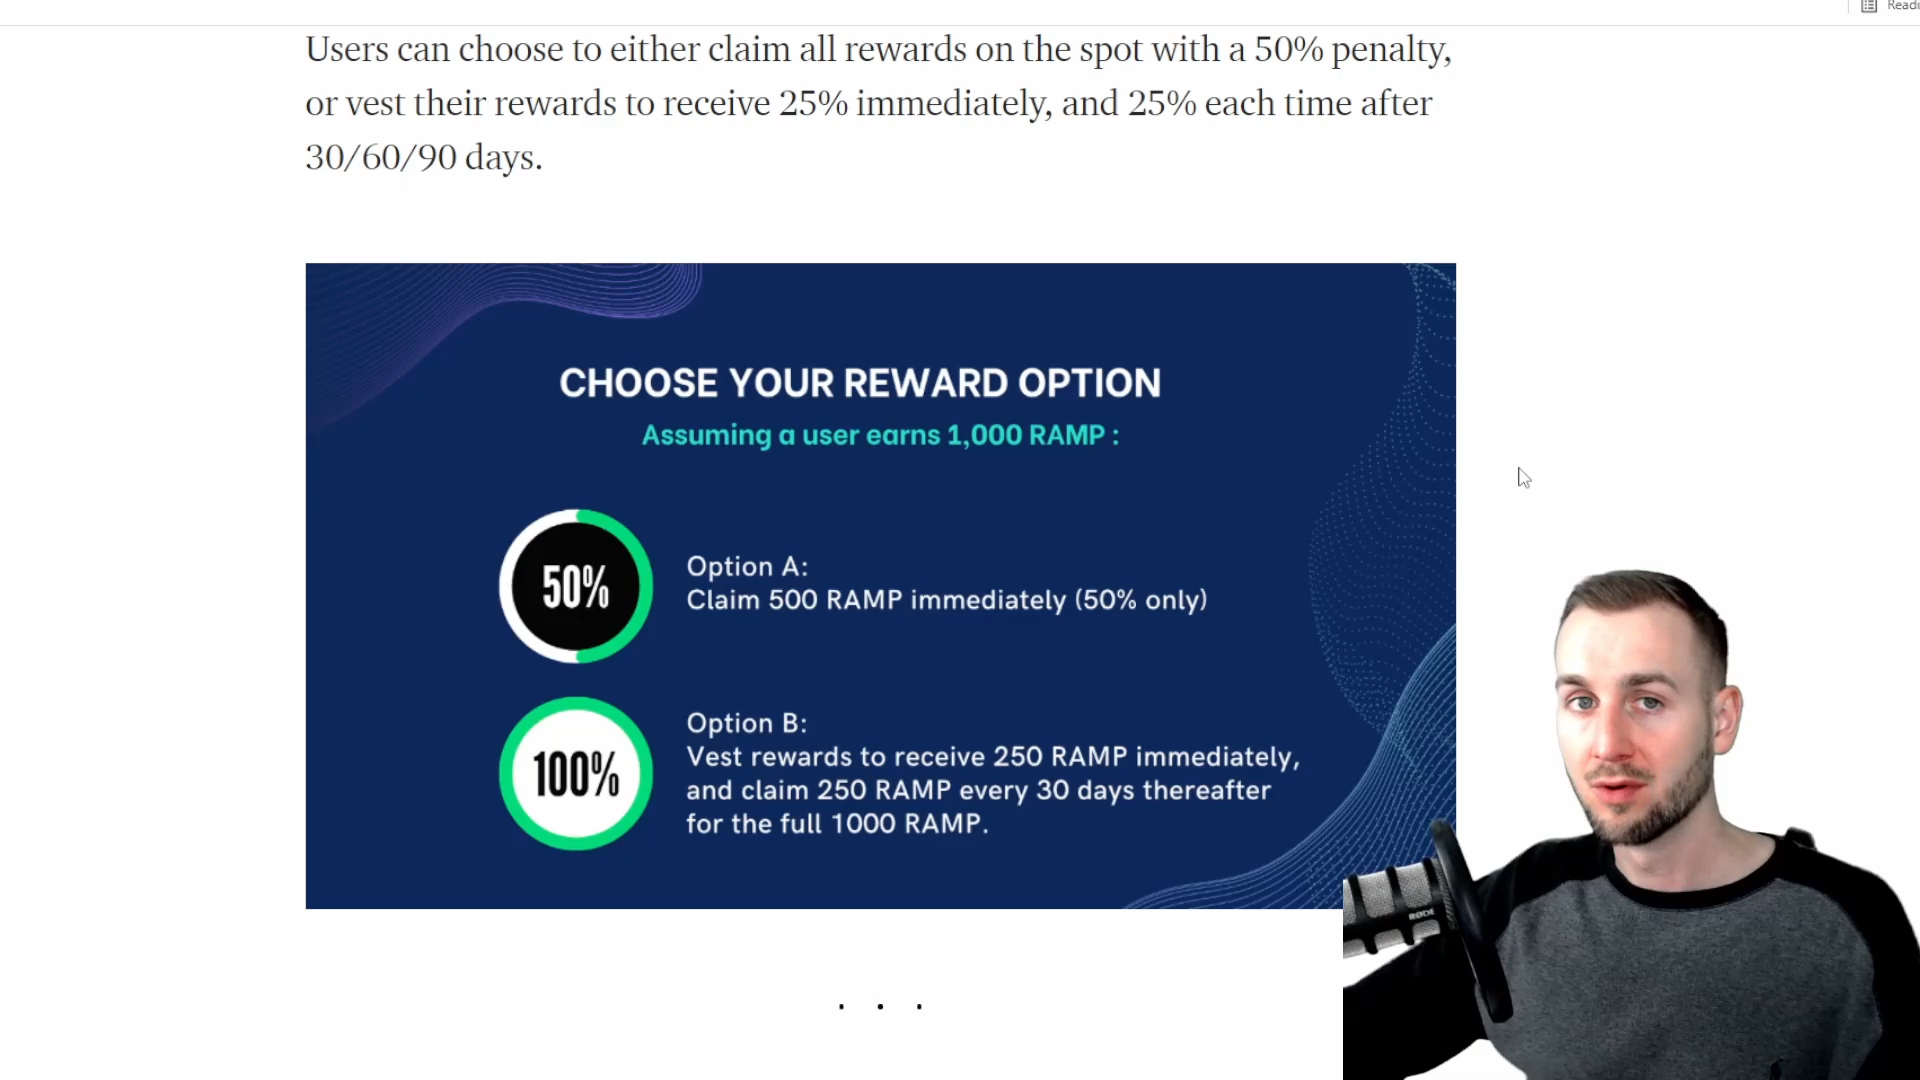 Readi
Users can choose to either claim all rewards on the spot with a 50% penalty,
or vest their rewards to receive 25% immediately, and 25% each time after
30/60/90 days.
CHOOSE YOUR REWARD OPTION
Assuming a user earns 1,000 RAMP :
50%
Option A:
Claim 500 RAMP immediately (50% only)
100%
Option B:
Vest rewards to receive 250 RAMP immediately,
and claim 250 RAMP every 30 days thereafter
for the full 1000 RAMP.
RØDE
. . .